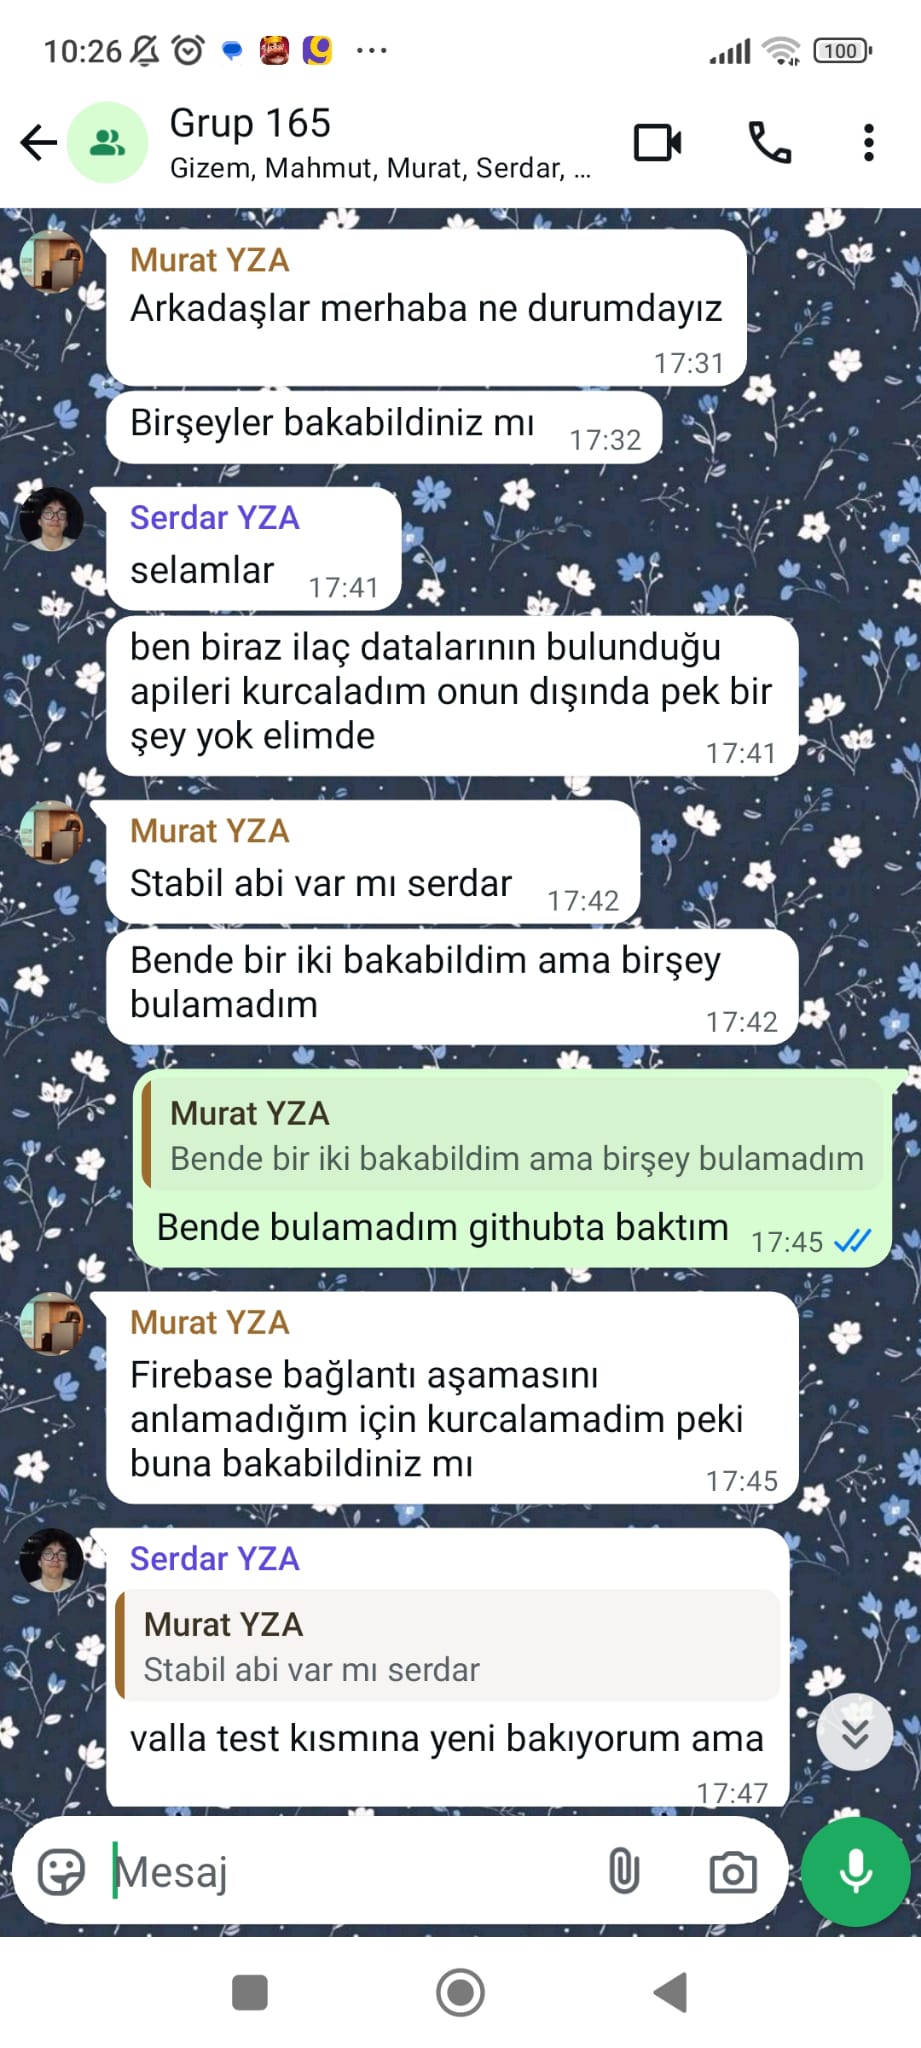 10:26
100
Grup 165
Gizem, Mahmut, Murat, Serdar, ...
Murat YZA
Arkadaşlar merhaba ne durumdayız
17:31
Birşeyler bakabildiniz mı
17:32
Serdar YZA
selamlar
17:41
ben biraz ilaç datalarının bulunduğu
apileri kurcaladım onun dışında pek bir
şey yok elimde
17:41
Murat YZA
Stabil abi var mı serdar
17:42
Bende bir iki bakabildim ama birşey
bulamadım
17:42
Murat YZA
Bende bir iki bakabildim ama birşey bulamadım
Bende bulamadım githubta baktım
17:45
Murat YZA
Firebase bağlantı aşamasını
anlamadığım için kurcalamadim peki
buna bakabildiniz mı
17:45
Serdar YZA
Murat YZA
Stabil abi var mı serdar
valla test kısmına yeni bakıyorum ama
17:47
Mesaj